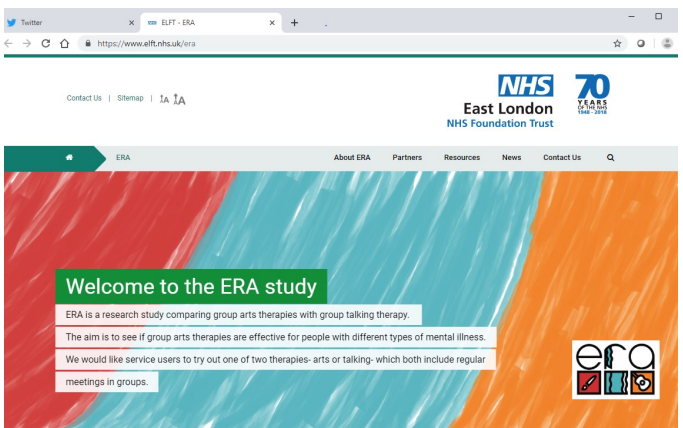 Twitter
ELFT - ERA
https://www.elft.nhs.uk/era
Contact Us | Sitemap | A A
NHS
East London
NHS Foundation Trust
70
YEARS
OF THE NHS
1948 - 2018
ERA
About ERA Partners Resources News Contact Us
Welcome to the ERA study
ERA is a research study comparing group arts therapies with group talking therapy.
The aim is to see if group arts therapies are effective for people with different types of mental illness.
We would like service users to try out one of two therapies- arts or talking- which both include regular
meetings in groups.
era